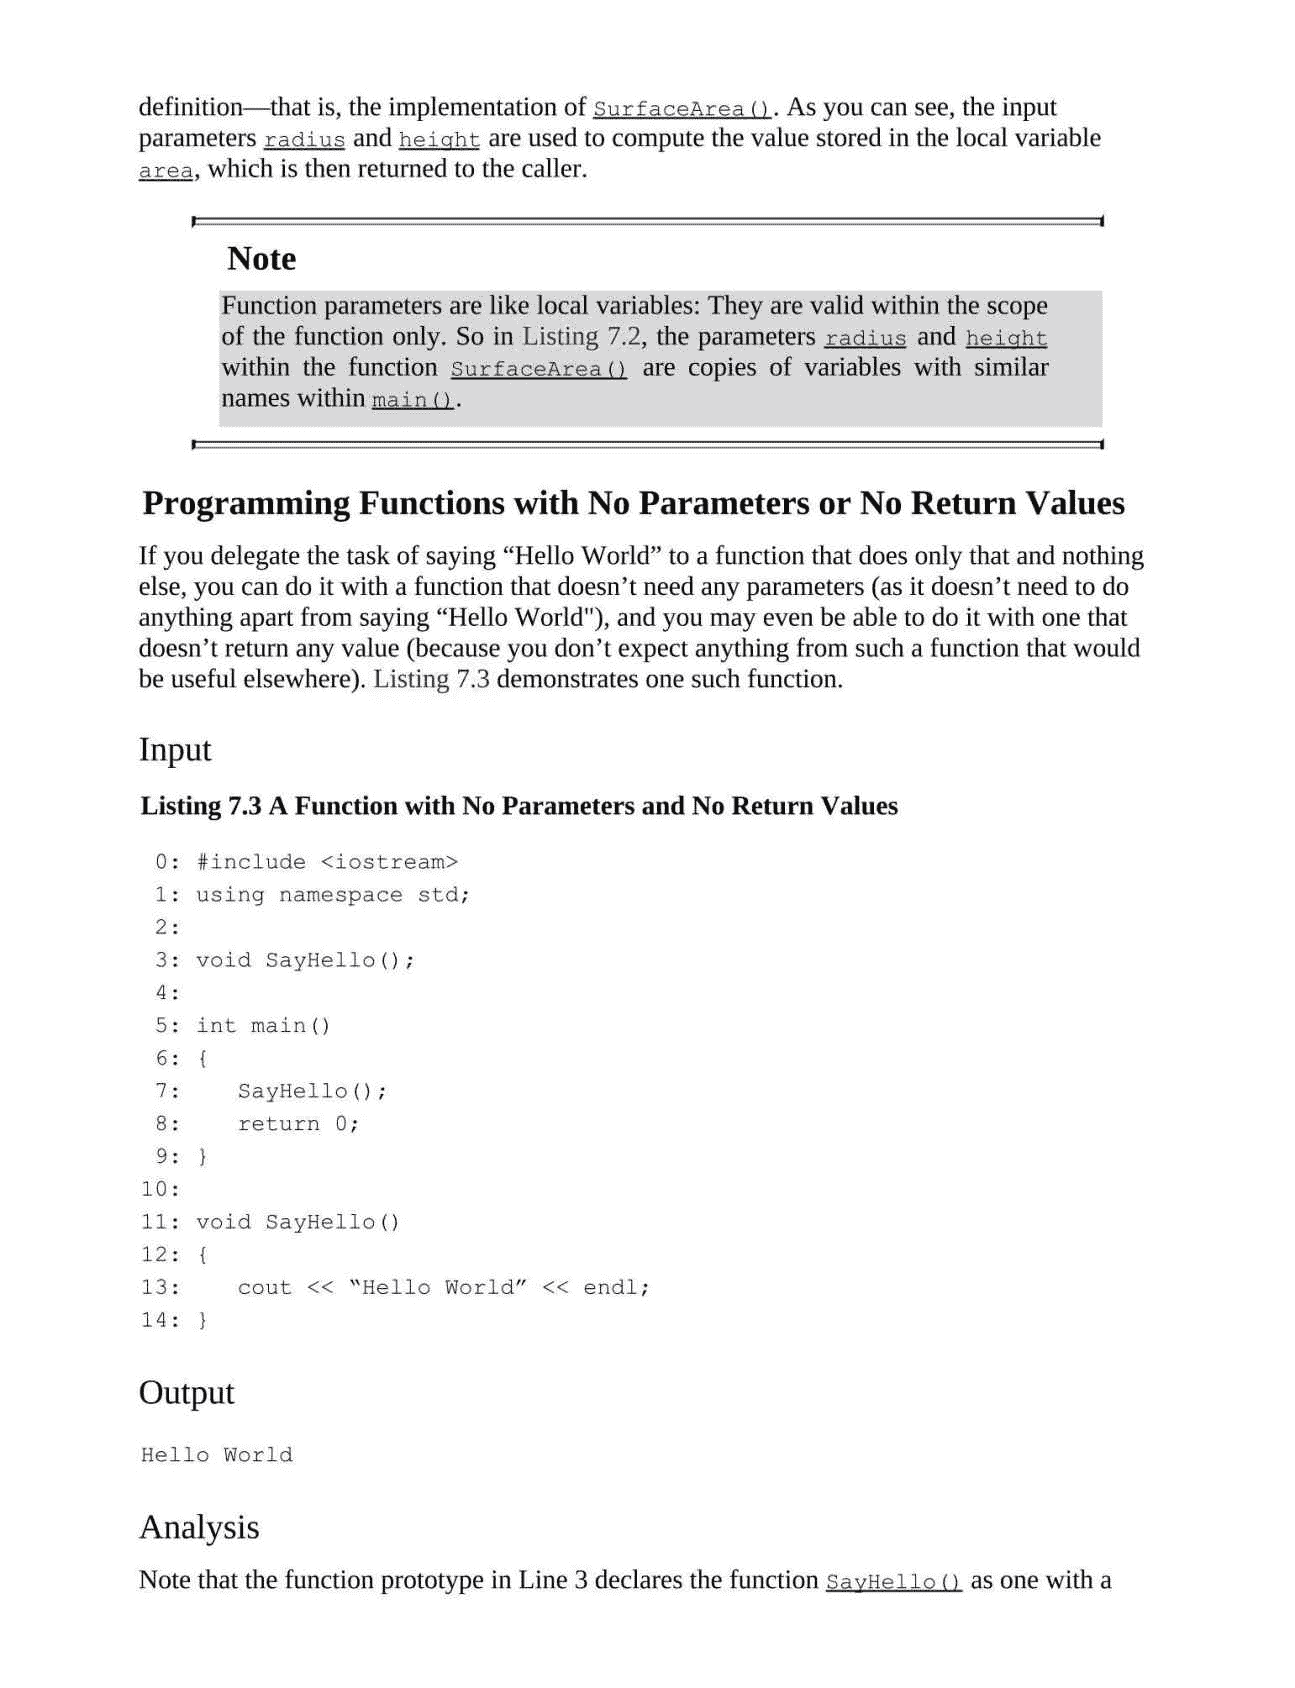 definition—that is, the implementation of SurfaceArea(). As you can see, the input
parameters radius and height are used to compute the value stored in the local variable
area, which is then returned to the caller.
Note
Function parameters are like local variables: They are valid within the scope
of the function only. So in Listing 7.2, the parameters radius and height
within the function SurfaceArea() are copies of variables with similar
names within main().
Programming Functions with No Parameters or No Return Values
If you delegate the task of saying “Hello World” to a function that does only that and nothing
else, you can do it with a function that doesn’t need any parameters (as it doesn’t need to do
anything apart from saying “Hello World"), and you may even be able to do it with one that
doesn’t return any value (because you don’t expect anything from such a function that would
be useful elsewhere). Listing 7.3 demonstrates one such function.
Input
Listing 7.3 A Function with No Parameters and No Return Values
0: #include <iostream>
1: using namespace std;
2:
3: void SayHello();
4:
5: int main()
6: {
7:    SayHello();
8:    return 0;
9: }
10:
11: void SayHello()
12: {
13:    cout << “Hello World” << endl;
14: }
Output
Hello World
Analysis
Note that the function prototype in Line 3 declares the function SayHello() as one with a